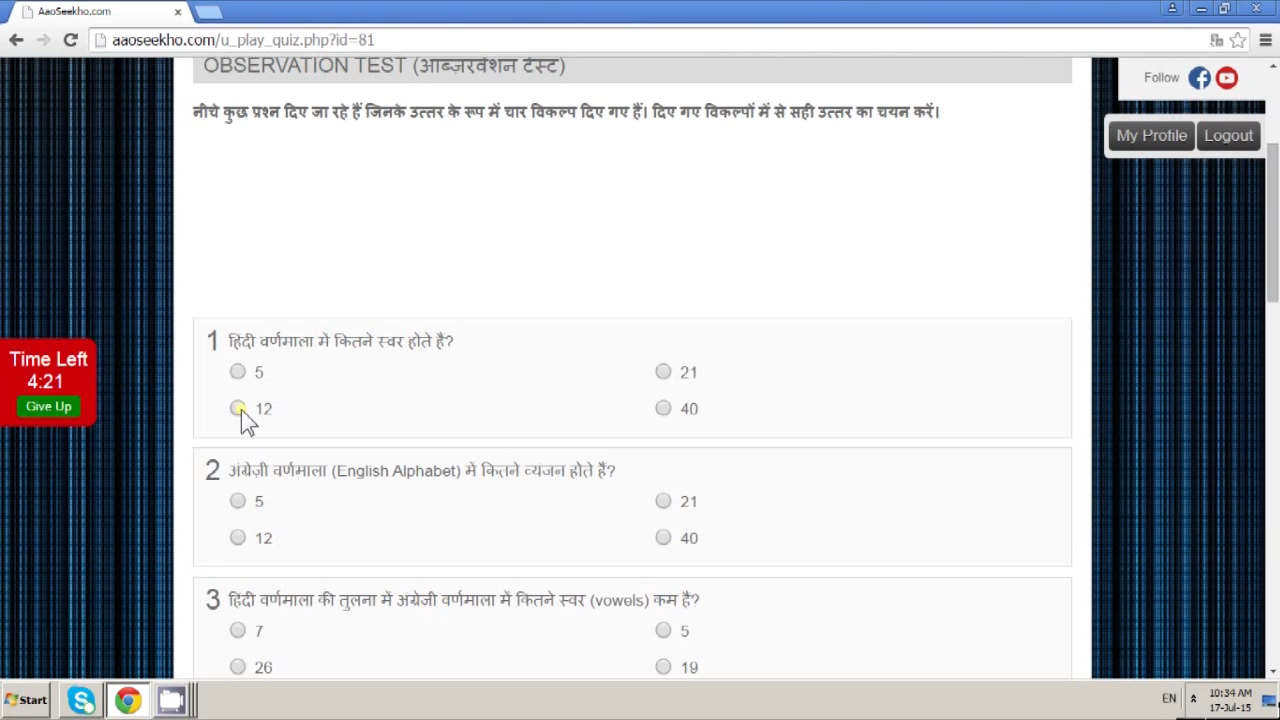 AaoSeekho.com
aaoseekho.com/u_play_quiz.php?id=81
OBSERVATION TEST (आब्ज़रवेशन टेस्ट)
Follow
नीचे कुछ प्रश्न दिए जा रहे हैं जिनके उत्तर के रूप में चार विकल्प दिए गए हैं। दिए गए विकल्पों में से सही उत्तर का चयन करें।
My Profile Logout
1 हिंदी वर्णमाला में कितने स्वर होते हैं?
5 21
12 40
Time Left
4:21
Give Up
2 अंग्रेज़ी वर्णमाला (English Alphabet) में कितने व्यंजन होते हैं?
5 21
12 40
3 हिंदी वर्णमाला की तुलना में अंग्रेजी वर्णमाला में कितने स्वर (vowels) कम हैं?
7 5
26 19
Start
EN
10:34 AM
17-Jul-15